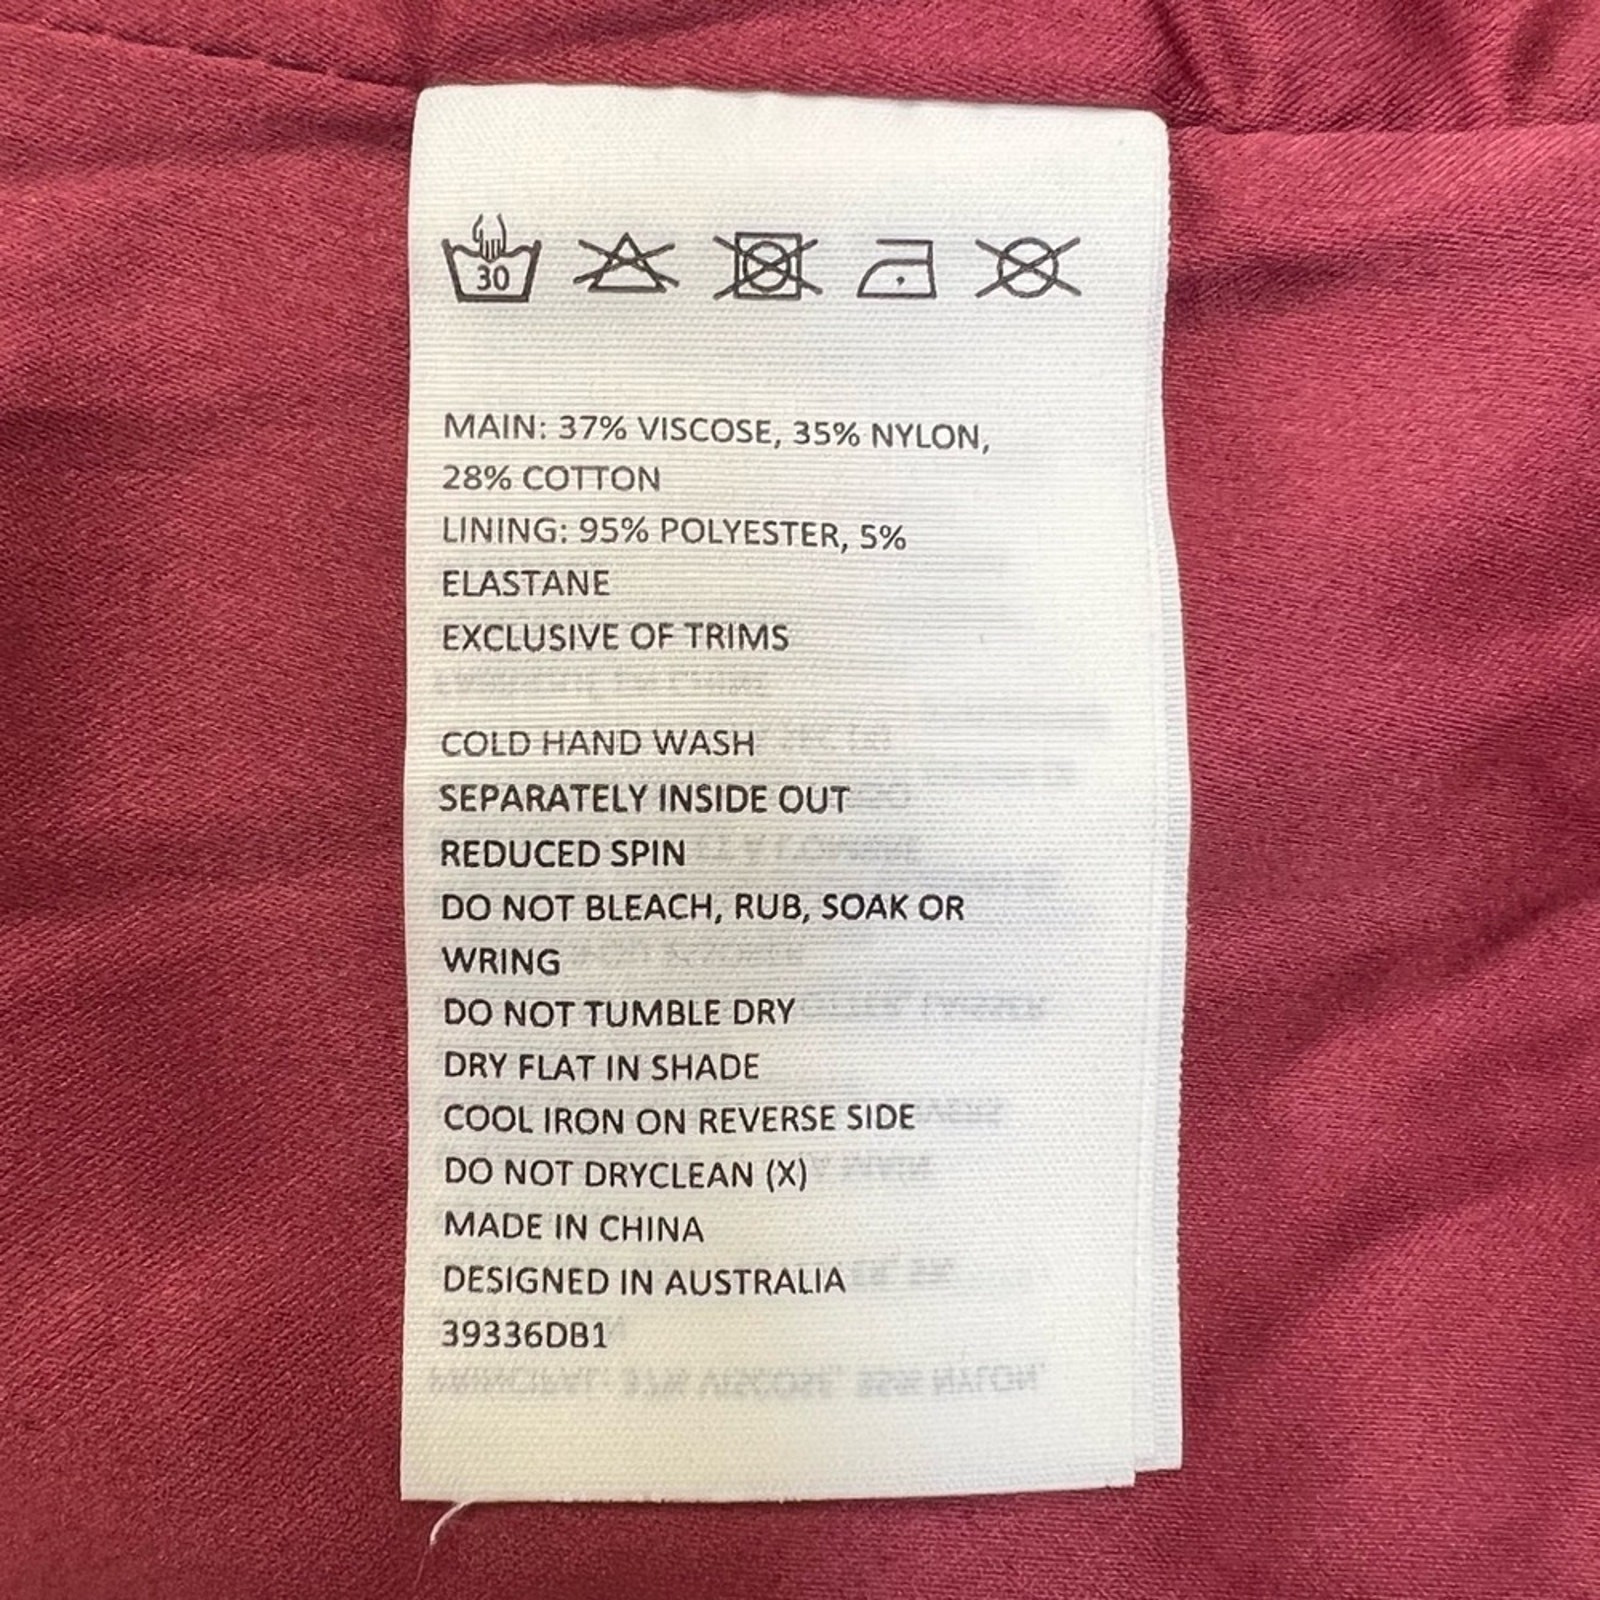 30
MAIN: 37% VISCOSE, 35% NYLON,
28% COTTON
LINING: 95% POLYESTER, 5%
ELASTANE
EXCLUSIVE OF TRIMS
COLD HAND WASH
SEPARATELY INSIDE OUT
REDUCED SPIN
DO NOT BLEACH, RUB, SOAK OR
WRING
DO NOT TUMBLE DRY
DRY FLAT IN SHADE
COOL IRON ON REVERSE SIDE
DO NOT DRYCLEAN (X)
MADE IN CHINA
DESIGNED IN AUSTRALIA
39336DB1